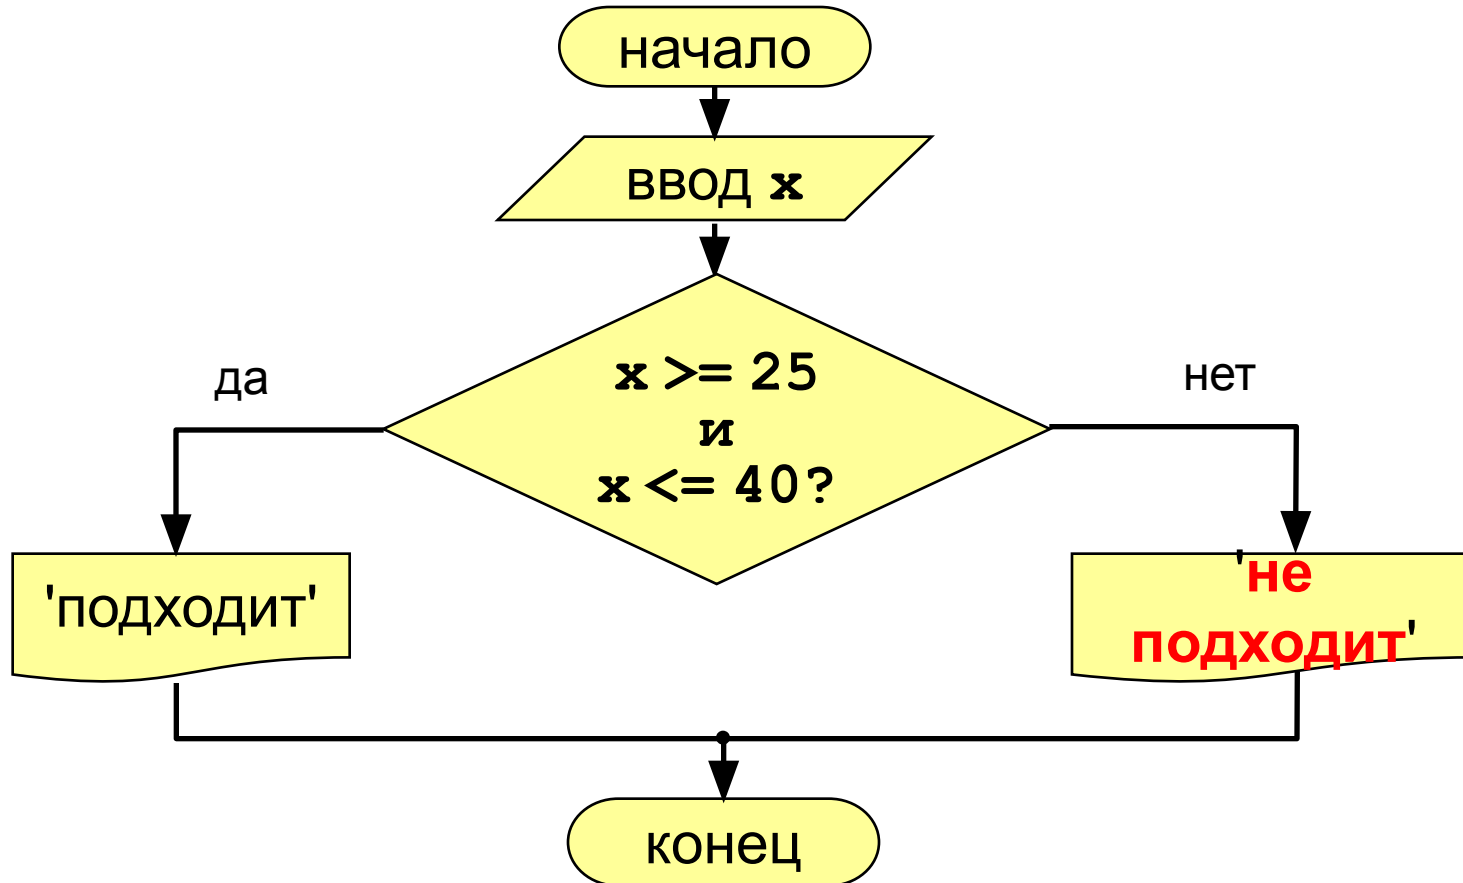 начало
ввод x
x >= 25
и
x <= 40?
да
нет
'подходит'
'не
подходит'
конец